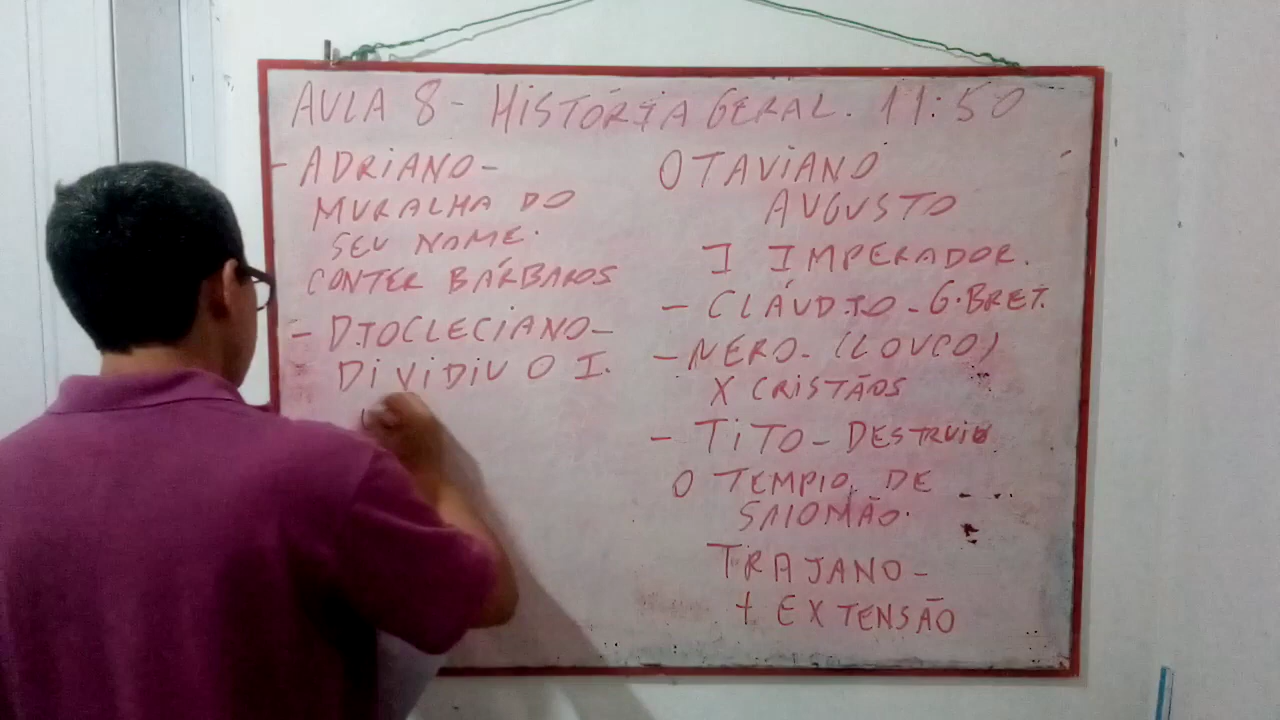 AULA 8 - HISTÓRIA GERAL. 11:50
- ADRIANO -
MURALHA DO
SEU NOME.
CONTER BÁRBAROS
- DIOCLECIANO -
DIVIDIU O I.
OTAVIANO
AUGUSTO
I IMPERADOR.
- CLÁUDIO - G.BRET.
- NERO - (LOUCO)
X CRISTÃOS
- TITO - DESTRUIU
O TEMPLO DE
SALOMÃO.
TRAJANO -
+ EXTENSÃO